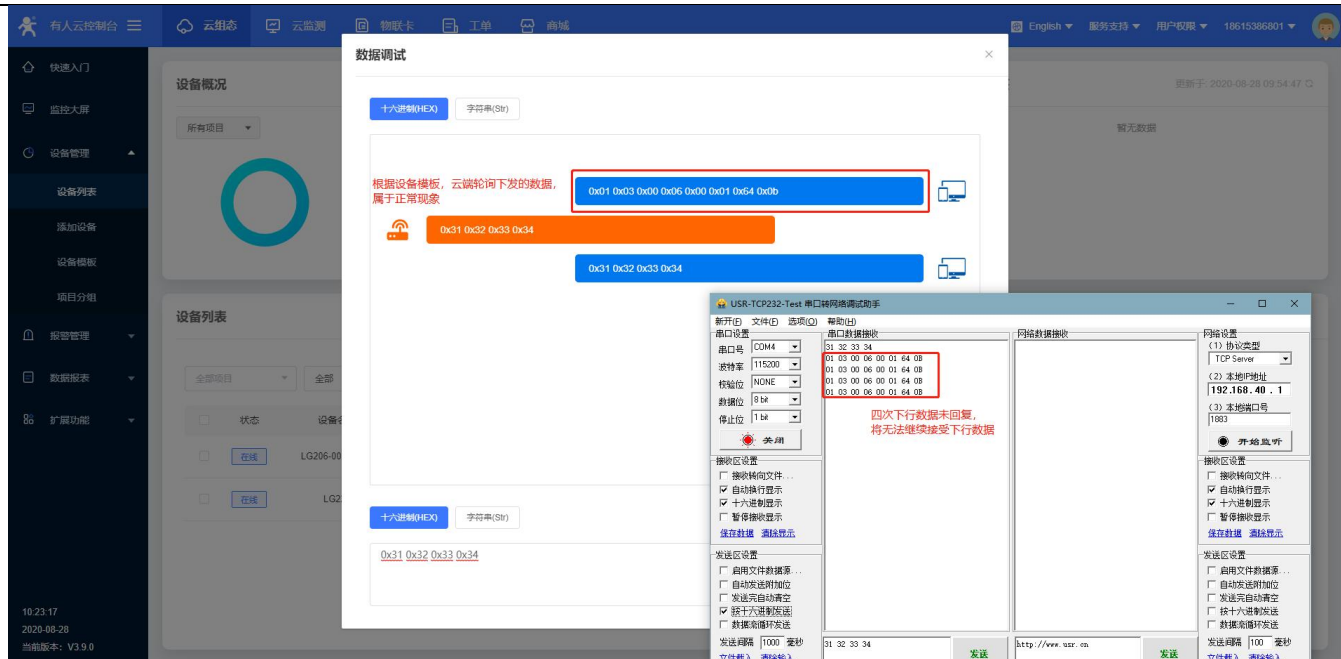 有人云控制台
云组态
云监测
物联卡
工单
商城
English
服务支持
用户权限
18615386801
快速入门
监控大屏
设备管理
设备列表
添加设备
设备模板
项目分组
报警管理
数据报表
扩展功能
10:23:17
2020-08-28
当前版本：V3.9.0
设备概况
更新于: 2020-08-28 09:54:47
所有项目
暂无数据
设备列表
全部项目
全部
状态
设备名
在线
LG206-00
在线
LG2
数据调试
十六进制(HEX)
字符串(Str)
根据设备模板，云端轮询下发的数据，
属于正常现象
0x01 0x03 0x00 0x06 0x00 0x01 0x64 0x0b
0x31 0x32 0x33 0x34
0x31 0x32 0x33 0x34
十六进制(HEX)
字符串(Str)
0x31 0x32 0x33 0x34
USR-TCP232-Test 串口转网络调试助手
新开(F) 文件(F) 选项(O) 帮助(H)
串口设置
串口号 COM4
波特率 115200
校验位 NONE
数据位 8 bit
停止位 1 bit
关闭
接收区设置
接收转向文件...
自动换行显示
十六进制显示
暂停接收显示
保存数据 清除显示
发送区设置
启用文件数据源...
自动发送附加位
发送完自动清空
按十六进制发送
数据流循环发送
发送间隔 1000 毫秒
文件载入 清除输入
串口数据接收
31 32 33 34
01 03 00 06 00 01 64 0B
01 03 00 06 00 01 64 0B
01 03 00 06 00 01 64 0B
01 03 00 06 00 01 64 0B
四次下行数据未回复，
将无法继续接受下行数据
31 32 33 34
发送
网络数据接收
http://www.usr.cn
发送
网络设置
（1）协议类型
TCP Server
（2）本地IP地址
192.168.40 .1
（3）本地端口号
1883
开始监听
接收区设置
接收转向文件...
自动换行显示
十六进制显示
暂停接收显示
保存数据 清除显示
发送区设置
启用文件数据源...
自动发送附加位
发送完自动清空
按十六进制发送
数据流循环发送
发送间隔 100 毫秒
文件载入 清除输入